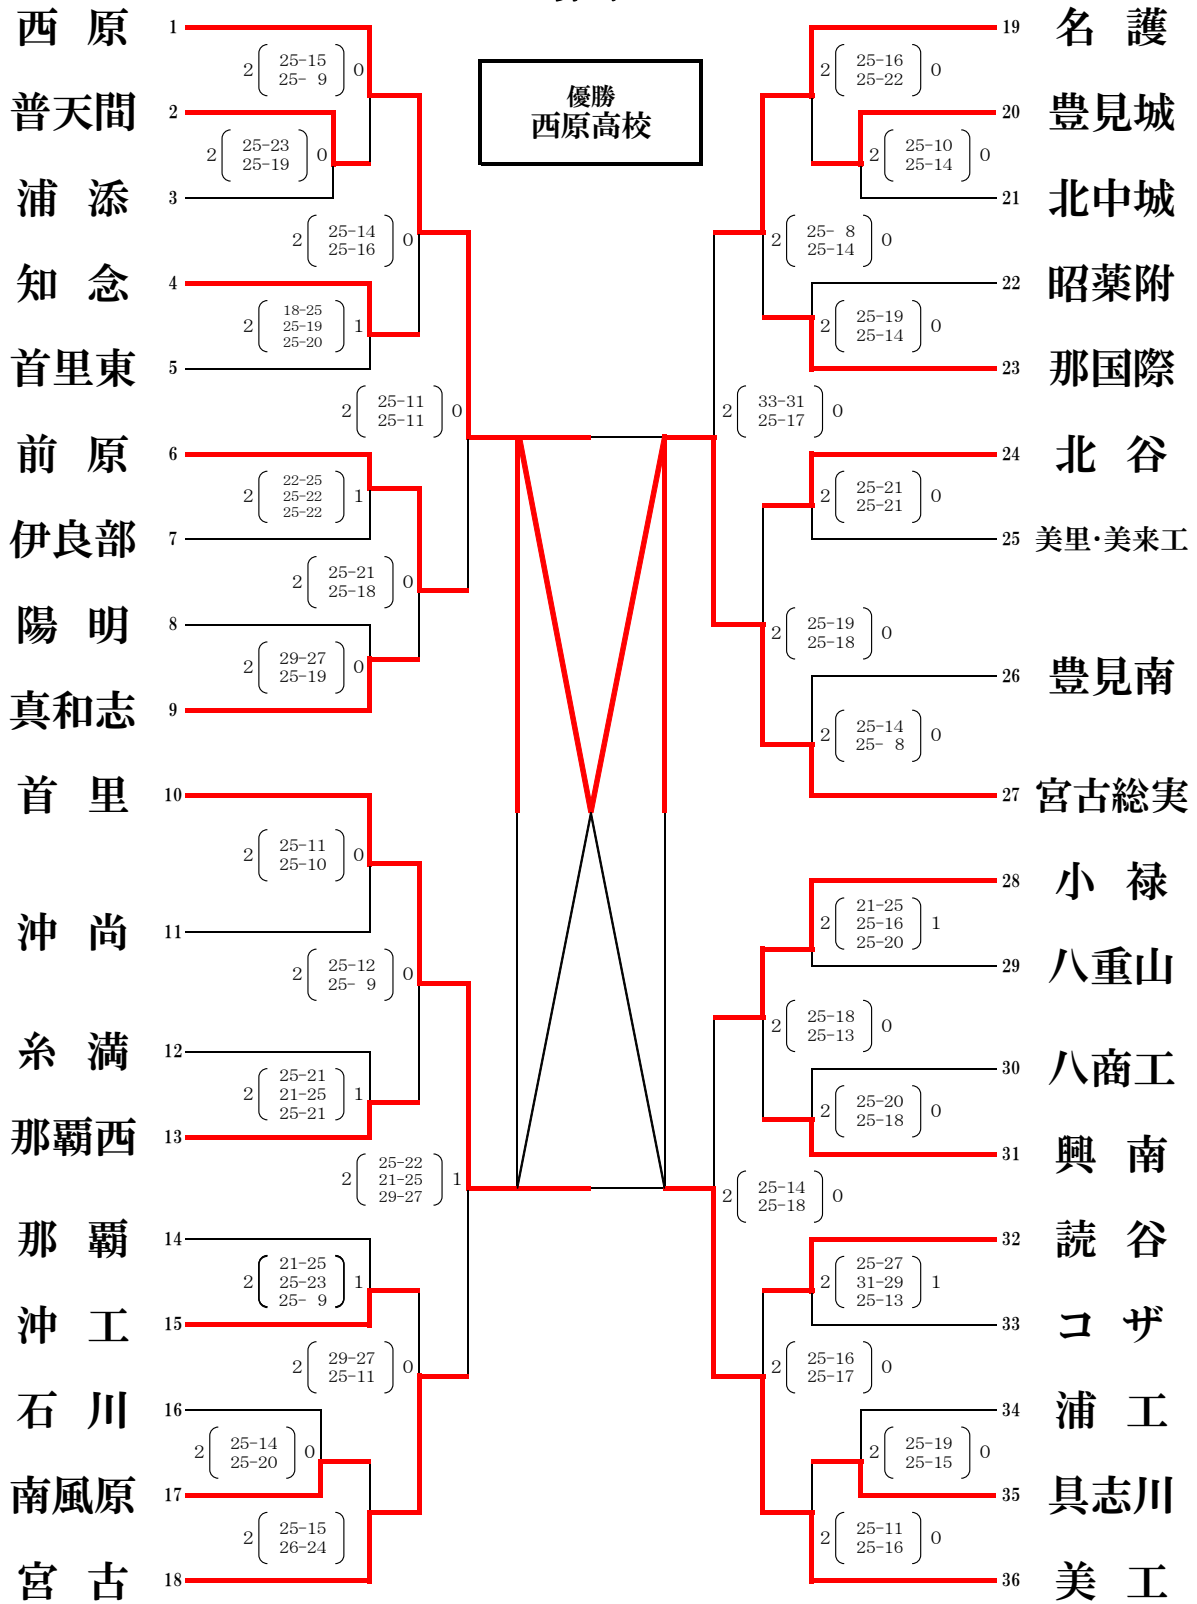 優勝
西原高校
西 原 1
2 25-15 0
25- 9
普天間 2
2 25-23 0
25-19
浦 添 3
2 25-14 0
25-16
知 念 4
2 18-25 1
25-19
25-20
首里東 5
2 25-11 0
25-11
前 原 6
2 22-25 1
25-22
25-22
伊良部 7
2 25-21 0
25-18
陽 明 8
2 29-27 0
25-19
真和志 9
首 里 10
2 25-11 0
25-10
沖 尚 11
2 25-12 0
25- 9
糸 満 12
2 25-21 1
21-25
25-21
那覇西 13
2 25-22 1
21-25
29-27
那 覇 14
2 21-25 1
25-23
25- 9
沖 工 15
2 29-27 0
25-11
石 川 16
2 25-14 0
25-20
南風原 17
2 25-15
26-24
宮 古 18
19 名 護
2 25-16 0
25-22
20 豊見城
2 25-10 0
25-14
21 北中城
2 25- 8 0
25-14
22 昭薬附
2 25-19 0
25-14
23 那国際
2 33-31 0
25-17
24 北 谷
2 25-21 0
25-21
25 美里・美来工
2 25-19 0
25-18
26 豊見南
2 25-14 0
25- 8
27 宮古総実
28 小 禄
2 21-25 1
25-16
25-20
29 八重山
2 25-18 0
25-13
30 八商工
2 25-20 0
25-18
31 興 南
2 25-14 0
25-18
32 読 谷
2 25-27 1
31-29
25-13
33 コ ザ
2 25-16 0
25-17
34 浦 工
2 25-19 0
25-15
35 具志川
2 25-11 0
25-16
36 美 工